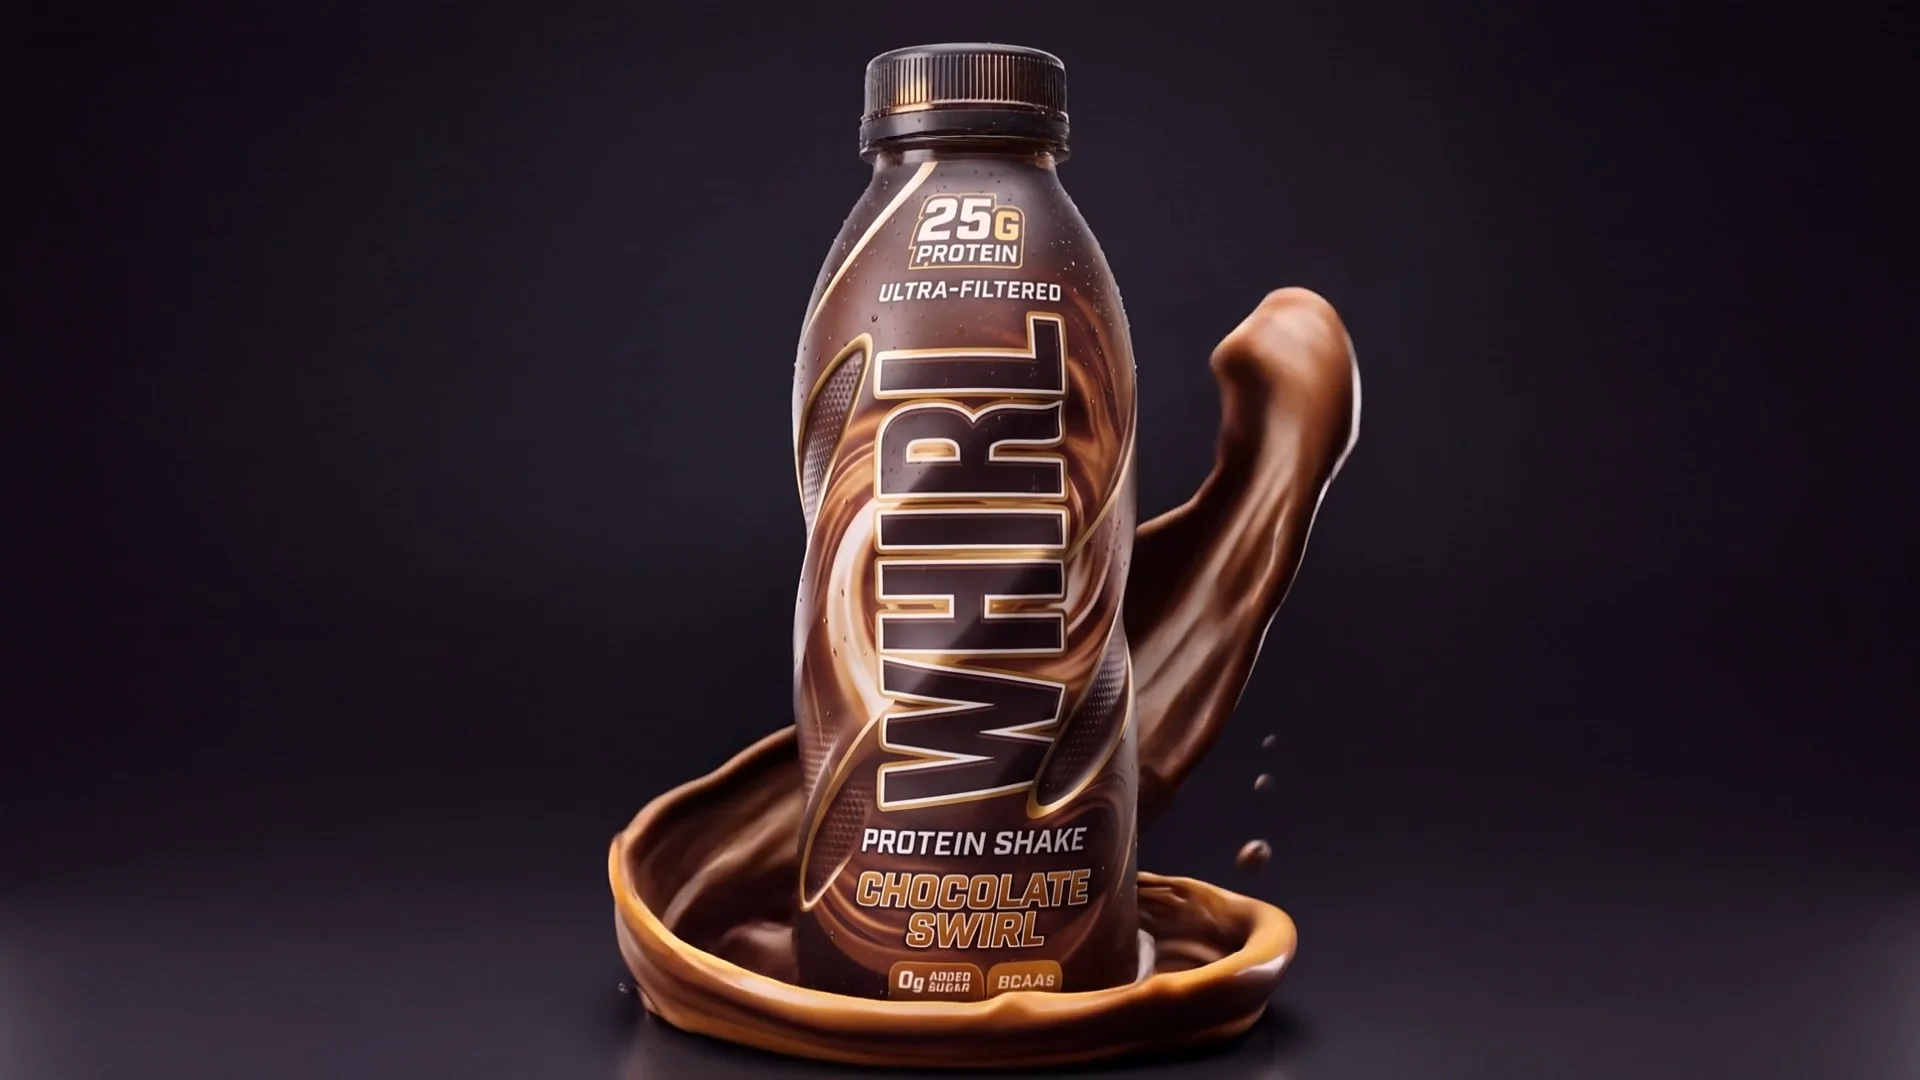 25G
PROTEIN
ULTRA-FILTERED
WHIRL
PROTEIN SHAKE
CHOCOLATE
SWIRL
0g ADDED
SUGAR
BCAAS